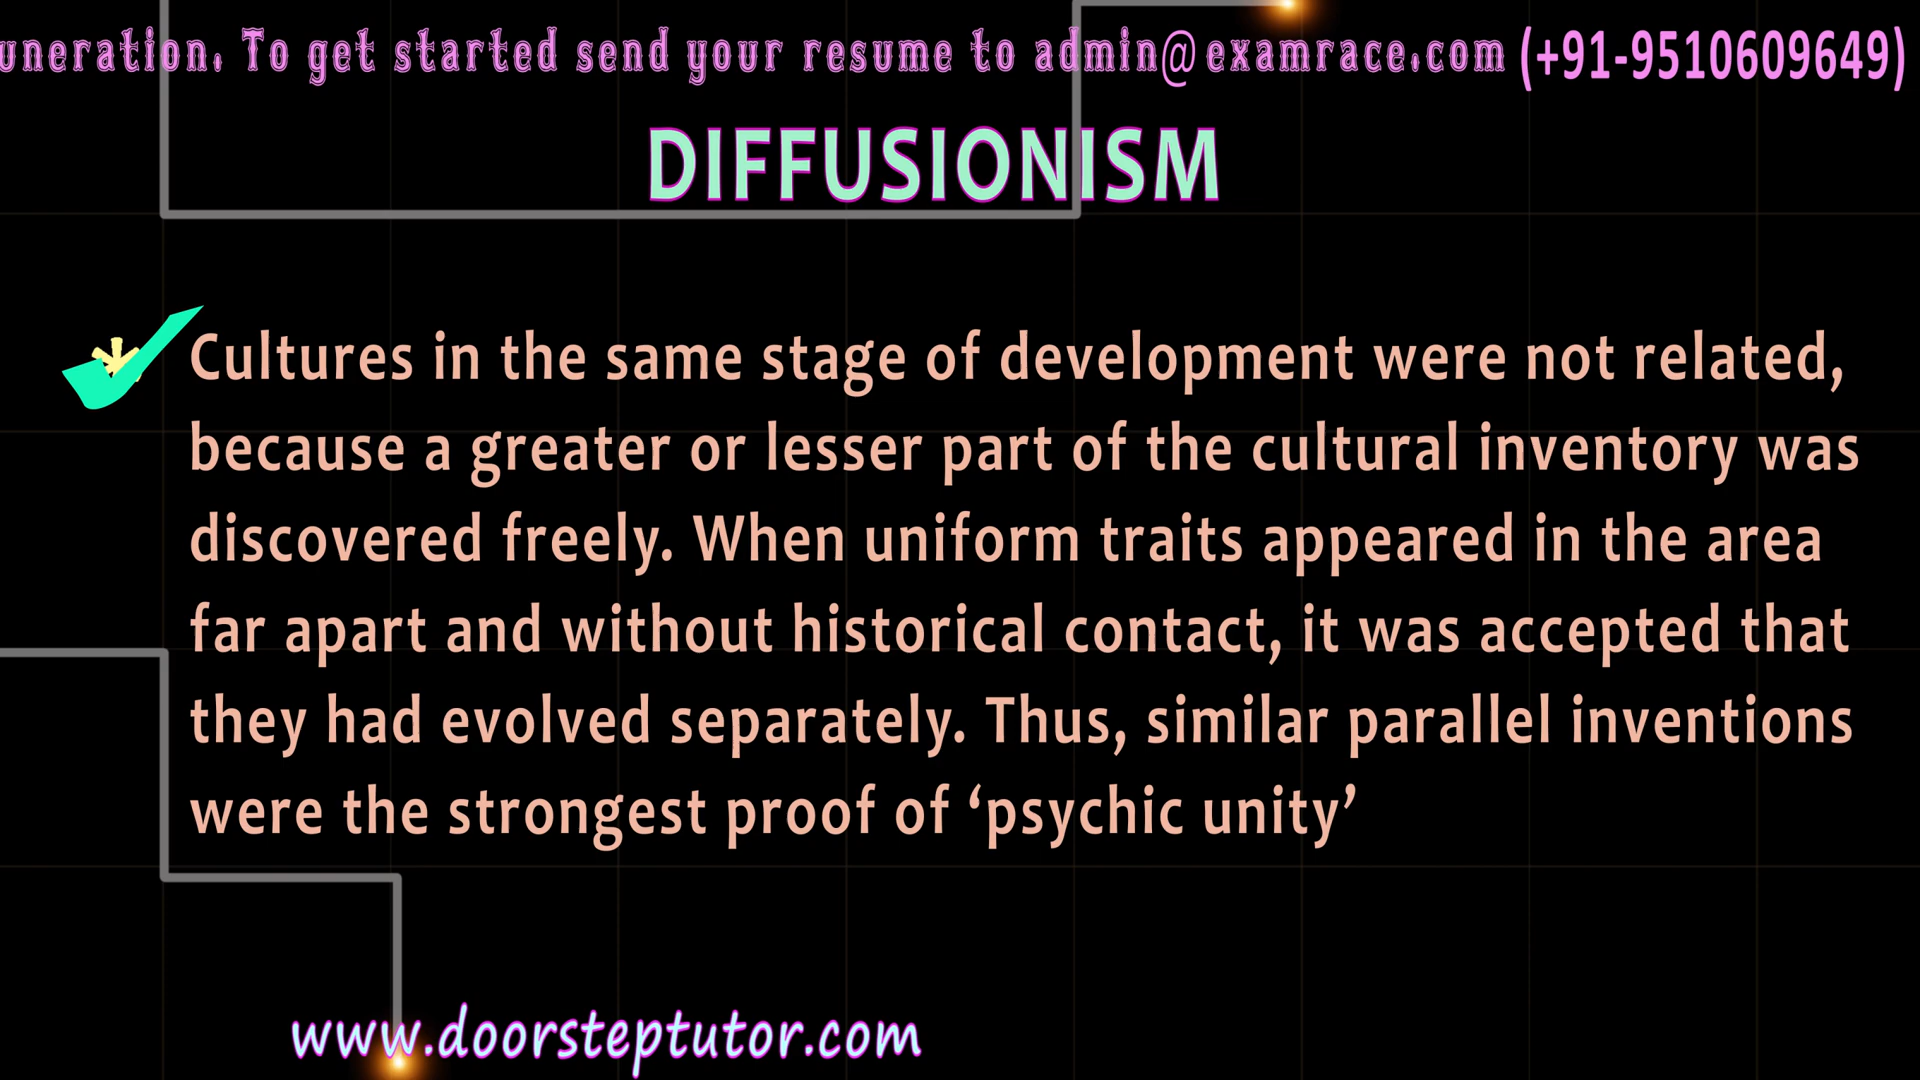 To get started send your resume to admin@examrace.com (+91-9510609649)
DIFFUSIONISM
Cultures in the same stage of development were not related,
because a greater or lesser part of the cultural inventory was
discovered freely. When uniform traits appeared in the area
far apart and without historical contact, it was accepted that
they had evolved separately. Thus, similar parallel inventions
were the strongest proof of ‘psychic unity’
www.doorsteptutor.com